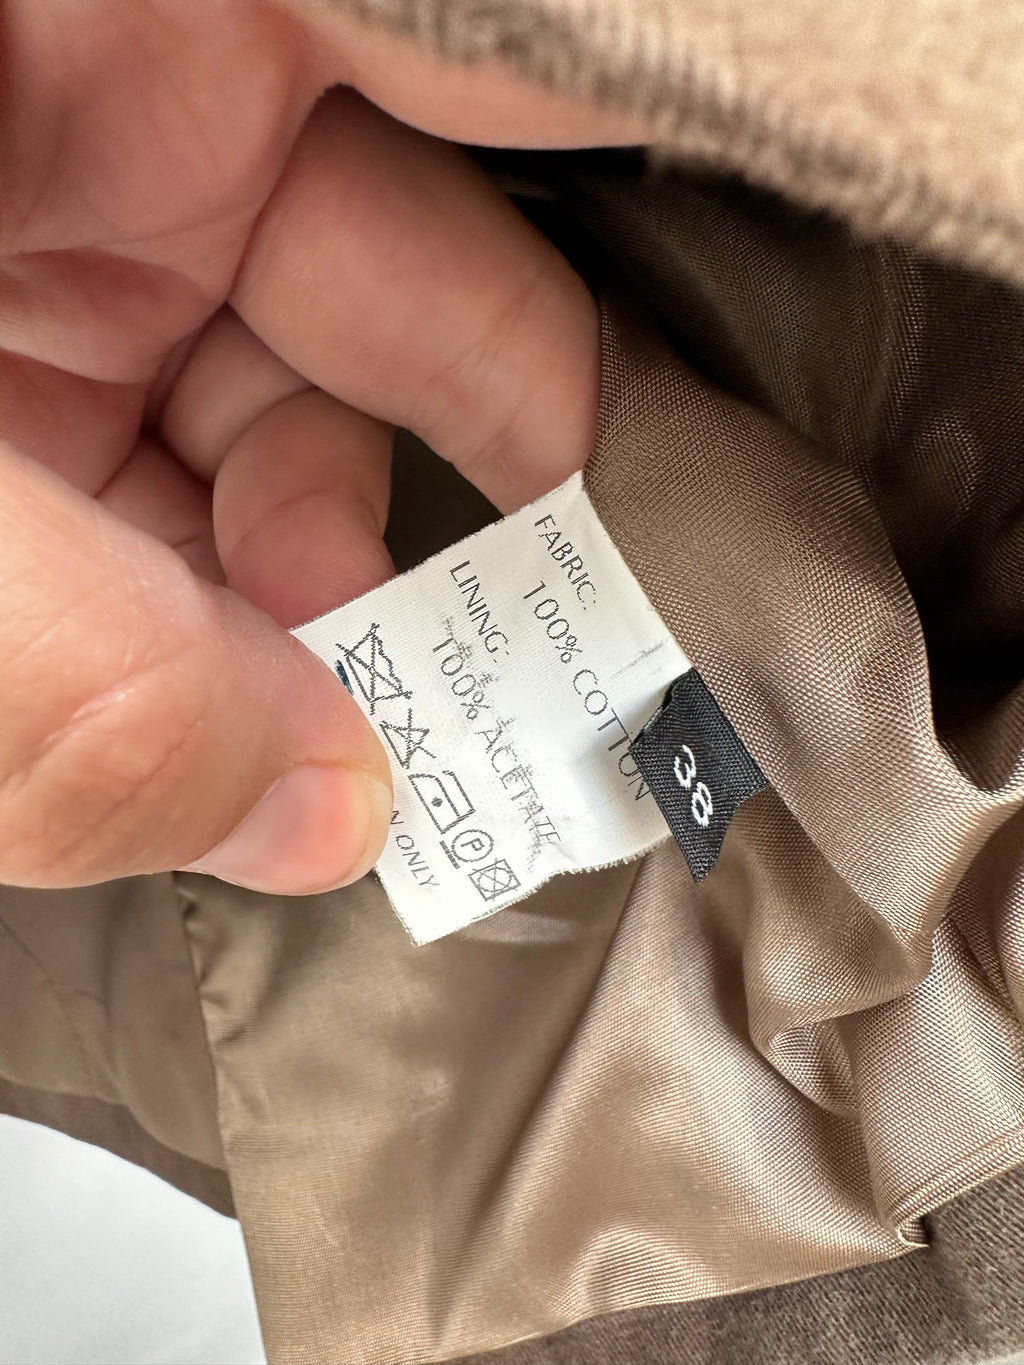 FABRIC:
100% COTTON
LINING:
100% ACETATE
P
ONLY
38